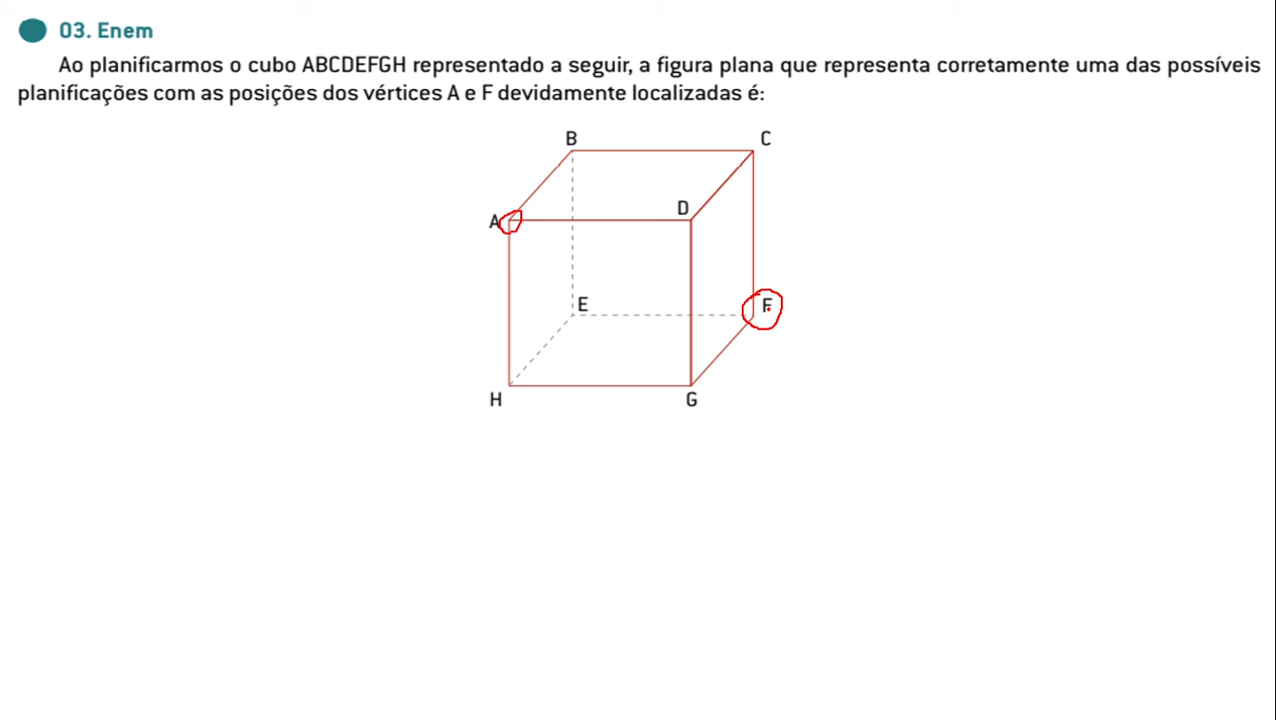 03. Enem
Ao planificarmos o cubo ABCDEFGH representado a seguir, a figura plana que representa corretamente uma das possíveis
planificações com as posições dos vértices A e F devidamente localizadas é:
B
C
A
D
E
F
H
G